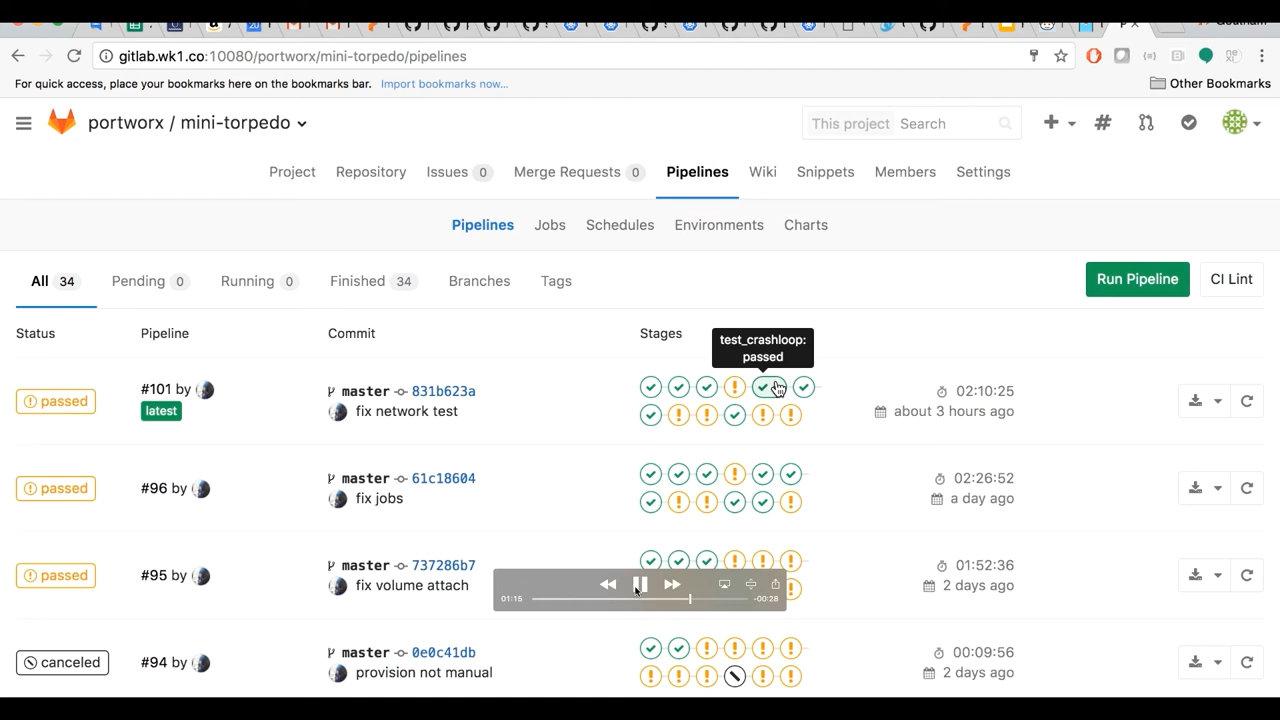 gitlab.wk1.co:10080/portworx/mini-torpedo/pipelines
For quick access, place your bookmarks here on the bookmarks bar. Import bookmarks now...
Other Bookmarks
portworx / mini-torpedo
This project Search
Project Repository Issues 0 Merge Requests 0 Pipelines Wiki Snippets Members Settings
Pipelines Jobs Schedules Environments Charts
All 34 Pending 0 Running 0 Finished 34 Branches Tags Run Pipeline CI Lint
Status Pipeline Commit Stages
test_crashloop:
passed
passed #101 by latest master 831b623a 02:10:25
fix network test about 3 hours ago
passed #96 by master 61c18604 02:26:52
fix jobs a day ago
passed #95 by master 737286b7 01:52:36
fix volume attach 2 days ago
01:15 -00:28
canceled #94 by master 0e0c41db 00:09:56
provision not manual 2 days ago